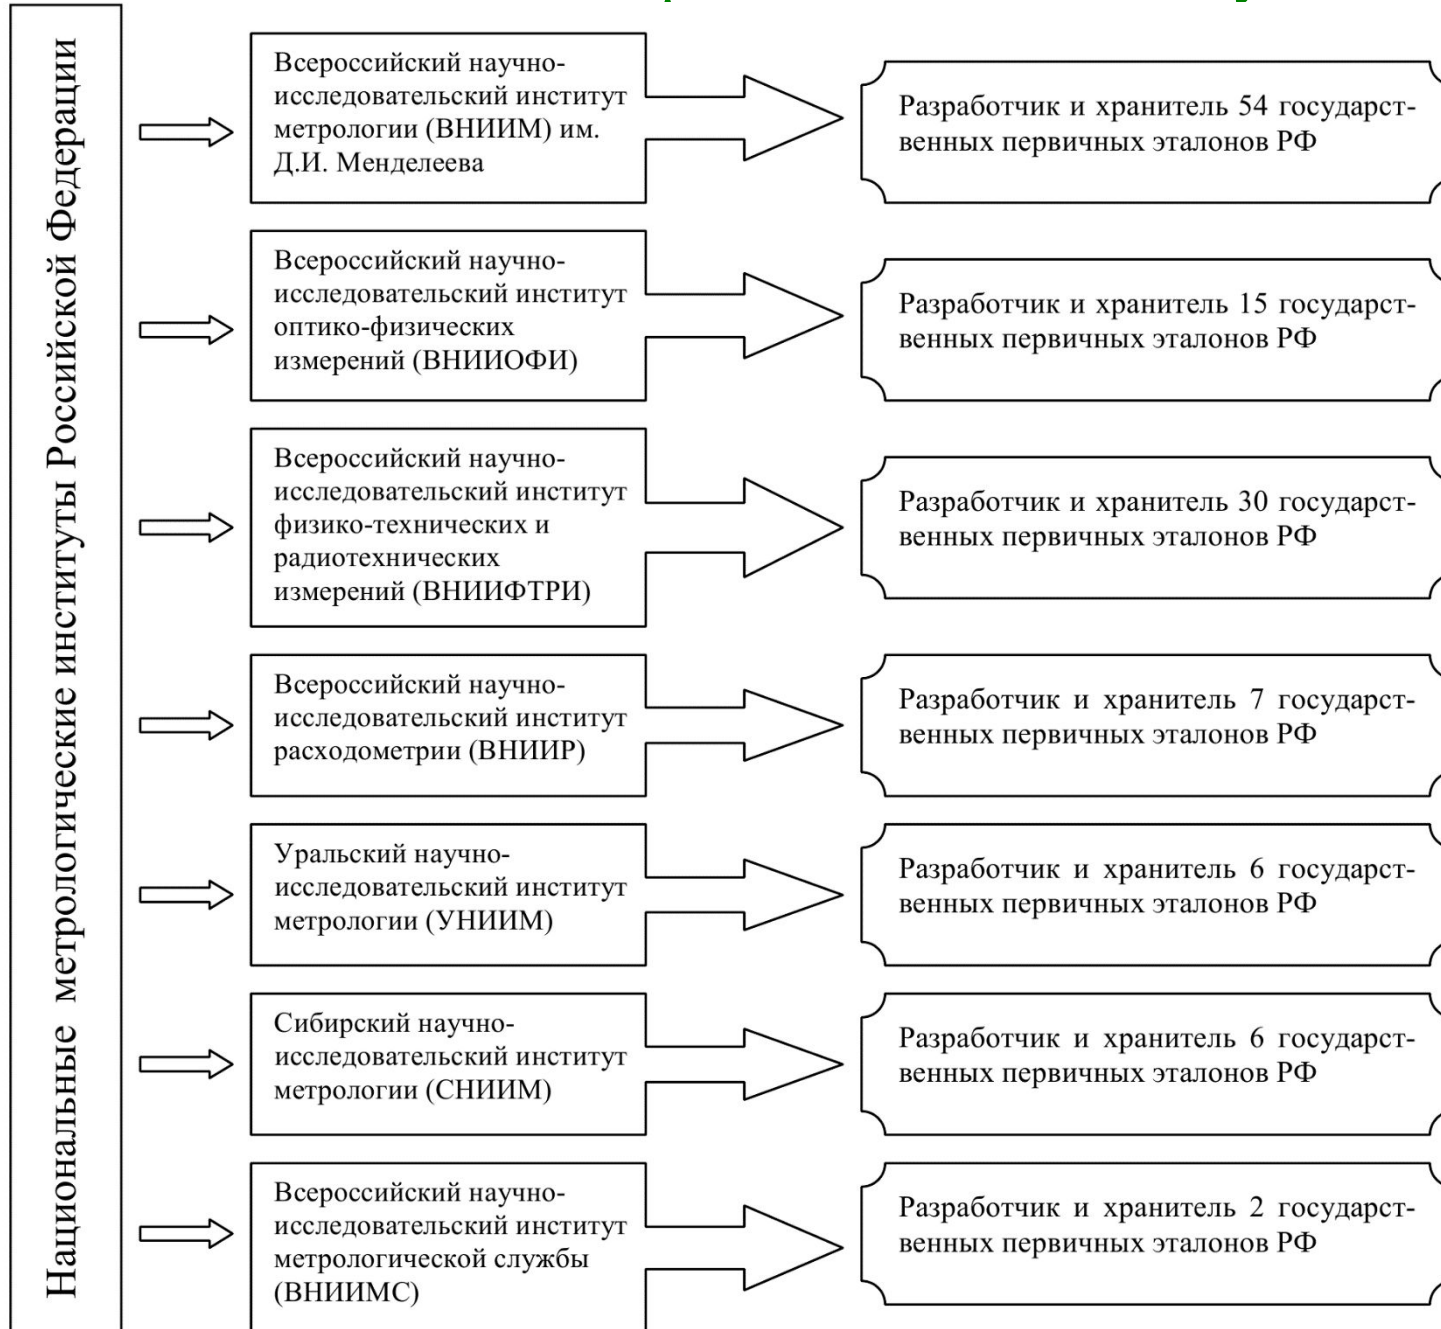 Национальные метрологические институты Российской Федерации
Всероссийский научно-
исследовательский институт
метрологии (ВНИИМ) им.
Д.И. Менделеева
Разработчик и хранитель 54 государст-
венных первичных эталонов РФ
Всероссийский научно-
исследовательский институт
оптико-физических
измерений (ВНИИОФИ)
Разработчик и хранитель 15 государст-
венных первичных эталонов РФ
Всероссийский научно-
исследовательский институт
физико-технических и
радиотехнических
измерений (ВНИИФТРИ)
Разработчик и хранитель 30 государст-
венных первичных эталонов РФ
Всероссийский научно-
исследовательский институт
расходометрии (ВНИИР)
Разработчик и хранитель 7 государст-
венных первичных эталонов РФ
Уральский научно-
исследовательский институт
метрологии (УНИИМ)
Разработчик и хранитель 6 государст-
венных первичных эталонов РФ
Сибирский научно-
исследовательский институт
метрологии (СНИИМ)
Разработчик и хранитель 6 государст-
венных первичных эталонов РФ
Всероссийский научно-
исследовательский институт
метрологической службы
(ВНИИМС)
Разработчик и хранитель 2 государст-
венных первичных эталонов РФ